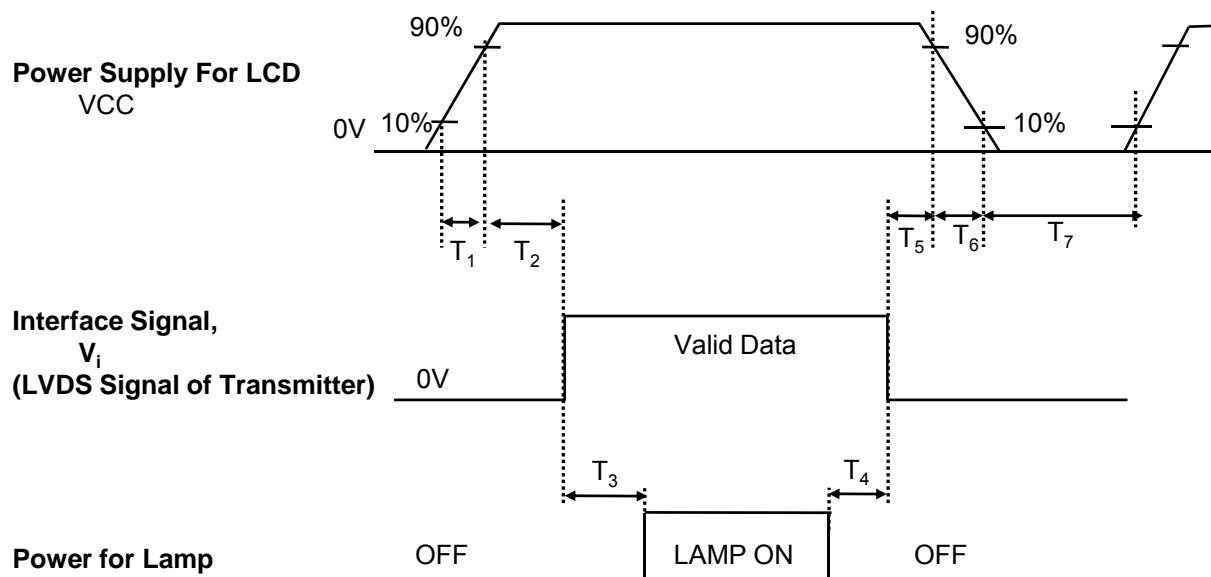 90%
90%
Power Supply For LCD
VCC
0V
10%
10%
T1
T2
T5
T6
T7
Interface Signal,
Vi
(LVDS Signal of Transmitter)
0V
Valid Data
T3
T4
Power for Lamp
OFF
LAMP ON
OFF